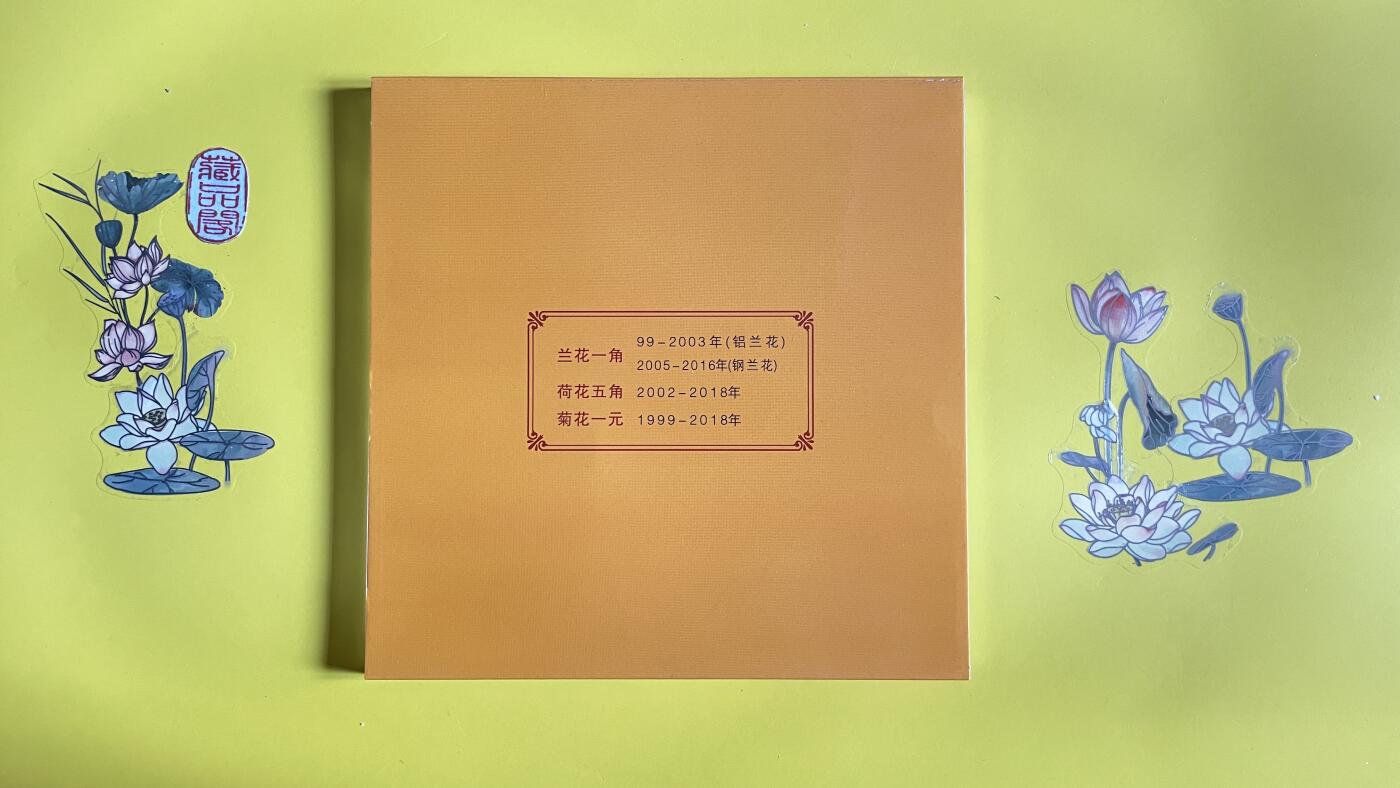 藏品閣
兰花一角 99-2003年(铝兰花)
2005-2016年(钢兰花)
荷花五角 2002-2018年
菊花一元 1999-2018年